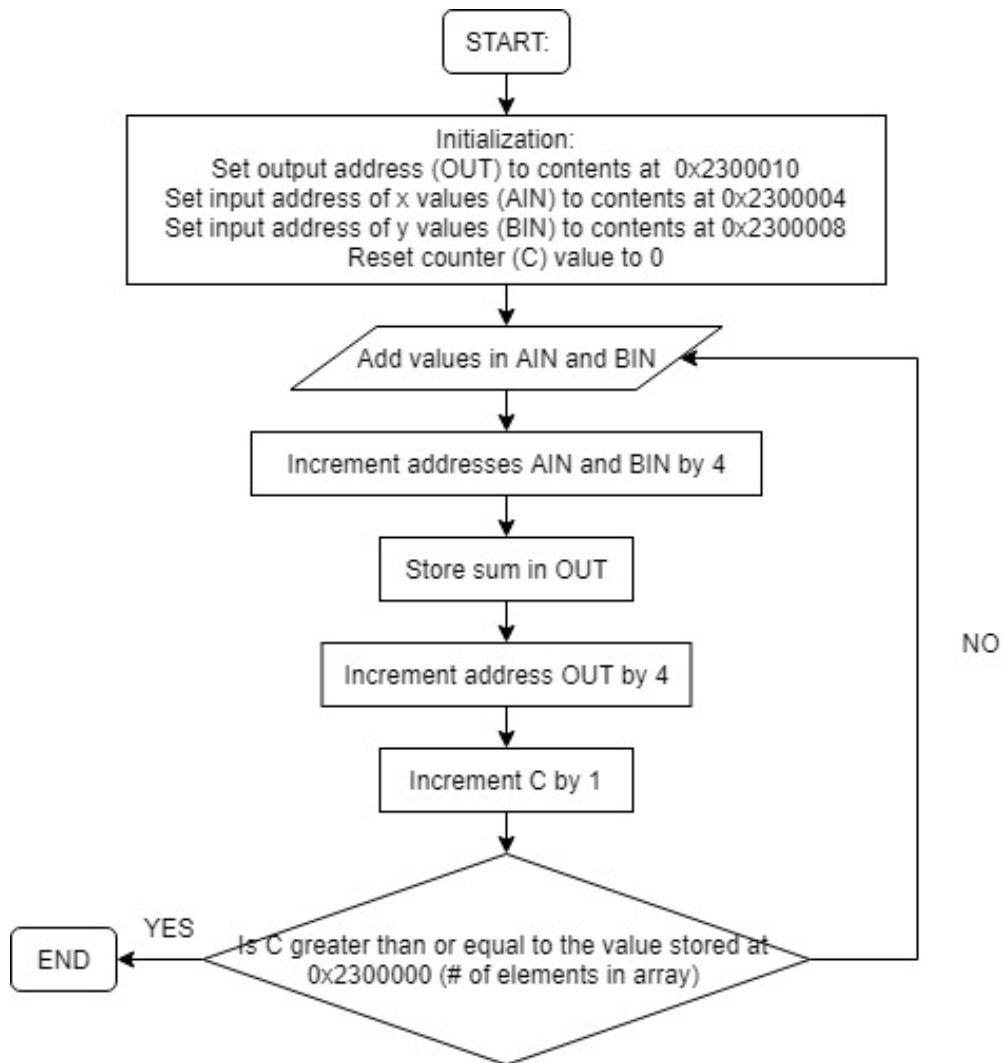 START:
Initialization:
Set output address (OUT) to contents at 0x2300010
Set input address of x values (AIN) to contents at 0x2300004
Set input address of y values (BIN) to contents at 0x2300008
Reset counter (C) value to 0
Add values in AIN and BIN
Increment addresses AIN and BIN by 4
Store sum in OUT
Increment address OUT by 4
NO
Increment C by 1
YES
Is C greater than or equal to the value stored at
0x2300000 (# of elements in array)
END